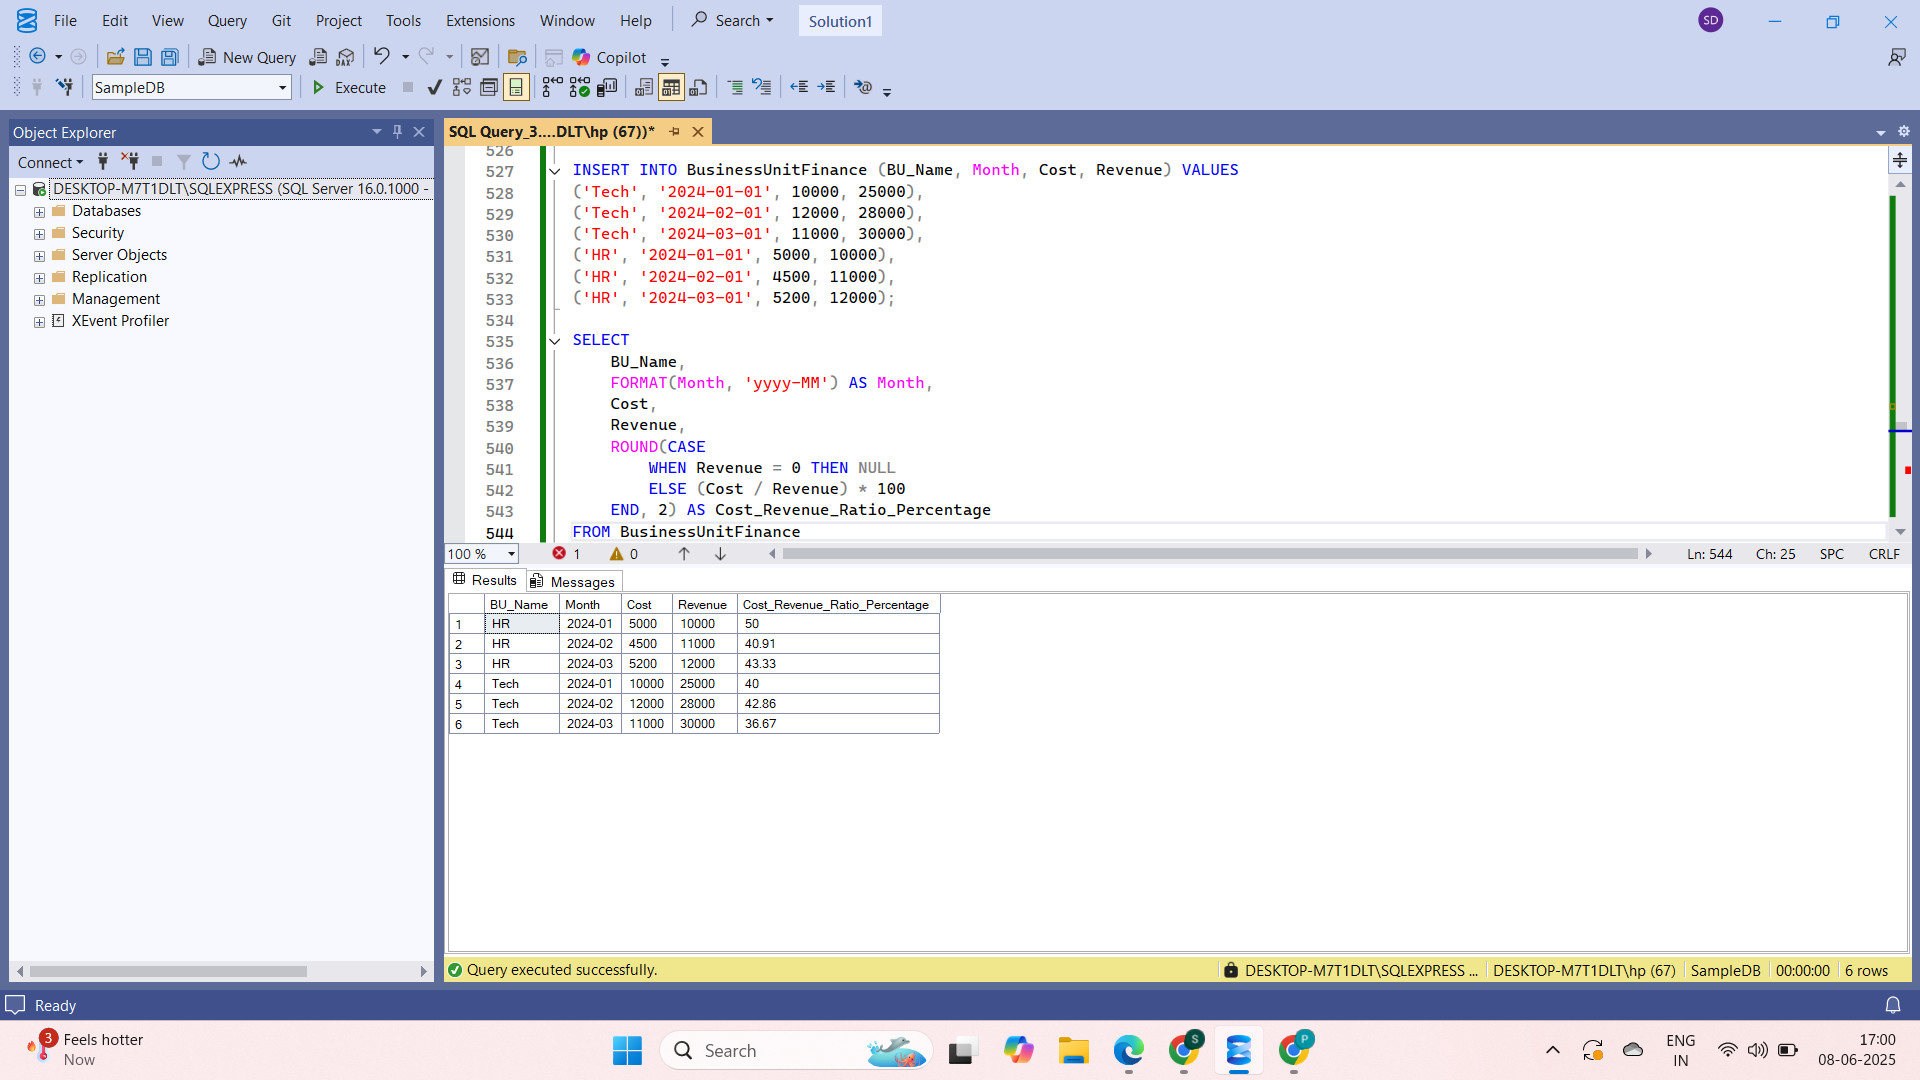 File Edit View Query Git Project Tools Extensions Window Help Search Solution1 SD
New Query DAX Copilot
SampleDB Execute
Object Explorer
Connect
DESKTOP-M7T1DLT\SQLEXPRESS (SQL Server 16.0.1000 -
Databases
Security
Server Objects
Replication
Management
XEvent Profiler
SQL Query_3....DLT\hp (67))*
526
527 INSERT INTO BusinessUnitFinance (BU_Name, Month, Cost, Revenue) VALUES
528 ('Tech', '2024-01-01', 10000, 25000),
529 ('Tech', '2024-02-01', 12000, 28000),
530 ('Tech', '2024-03-01', 11000, 30000),
531 ('HR', '2024-01-01', 5000, 10000),
532 ('HR', '2024-02-01', 4500, 11000),
533 ('HR', '2024-03-01', 5200, 12000);
534
535 SELECT
536 BU_Name,
537 FORMAT(Month, 'yyyy-MM') AS Month,
538 Cost,
539 Revenue,
540 ROUND(CASE
541 WHEN Revenue = 0 THEN NULL
542 ELSE (Cost / Revenue) * 100
543 END, 2) AS Cost_Revenue_Ratio_Percentage
544 FROM BusinessUnitFinance
100 % 1 0 Ln: 544 Ch: 25 SPC CRLF
Results Messages
BU_Name Month Cost Revenue Cost_Revenue_Ratio_Percentage
1 HR 2024-01 5000 10000 50
2 HR 2024-02 4500 11000 40.91
3 HR 2024-03 5200 12000 43.33
4 Tech 2024-01 10000 25000 40
5 Tech 2024-02 12000 28000 42.86
6 Tech 2024-03 11000 30000 36.67
Query executed successfully. DESKTOP-M7T1DLT\SQLEXPRESS ... DESKTOP-M7T1DLT\hp (67) SampleDB 00:00:00 6 rows
Ready
3 Feels hotter
Now
Search
S
P
ENG
IN
17:00
08-06-2025